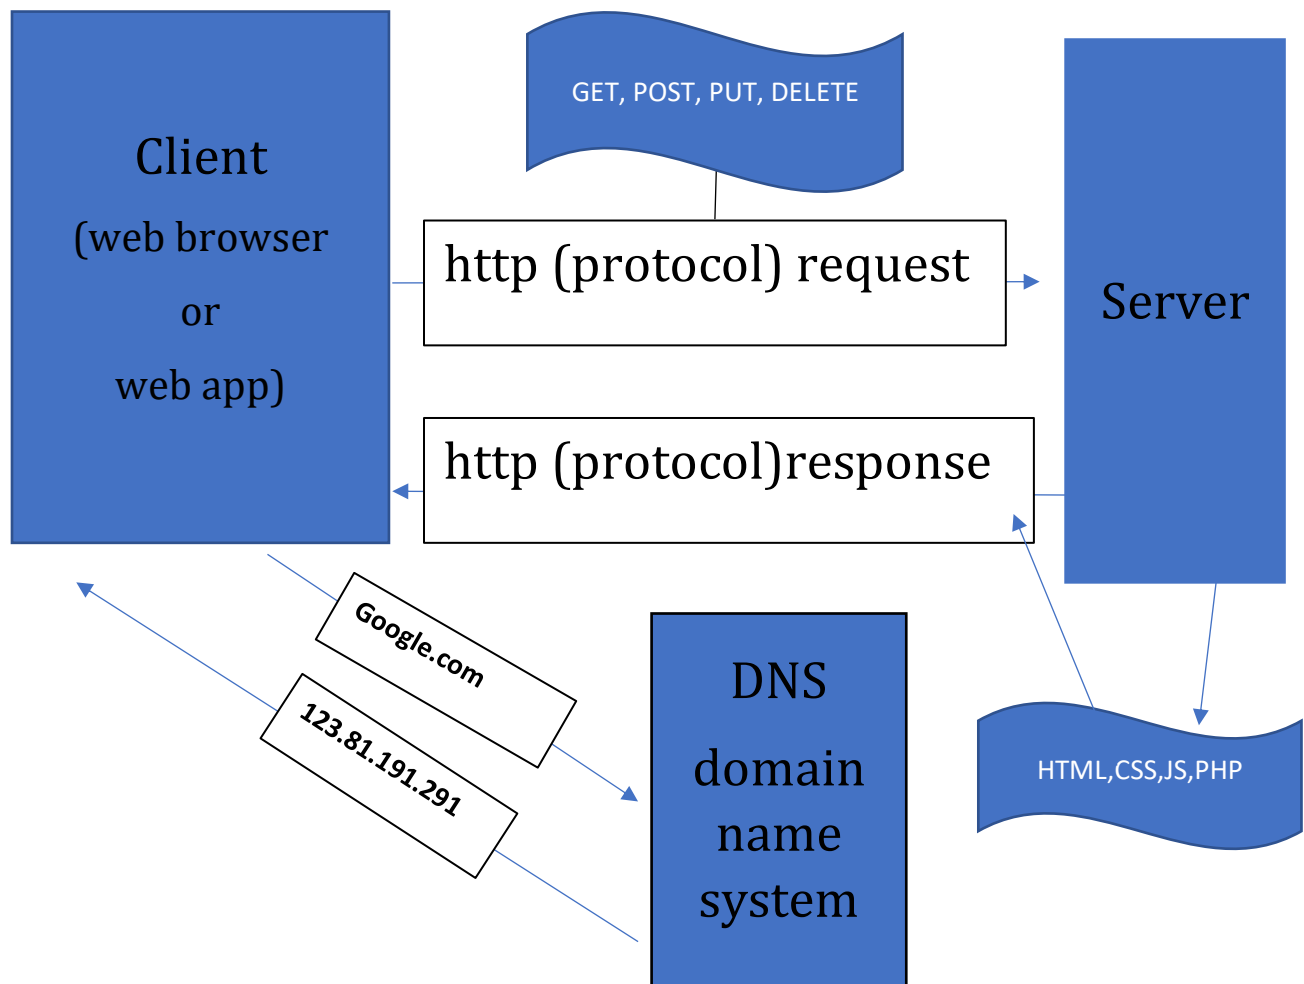 GET, POST, PUT, DELETE
Client
(web browser
or
web app)
http (protocol) request
Server
http (protocol)response
Google.com
123.81.191.291
DNS
domain
name
system
HTML,CSS,JS,PHP